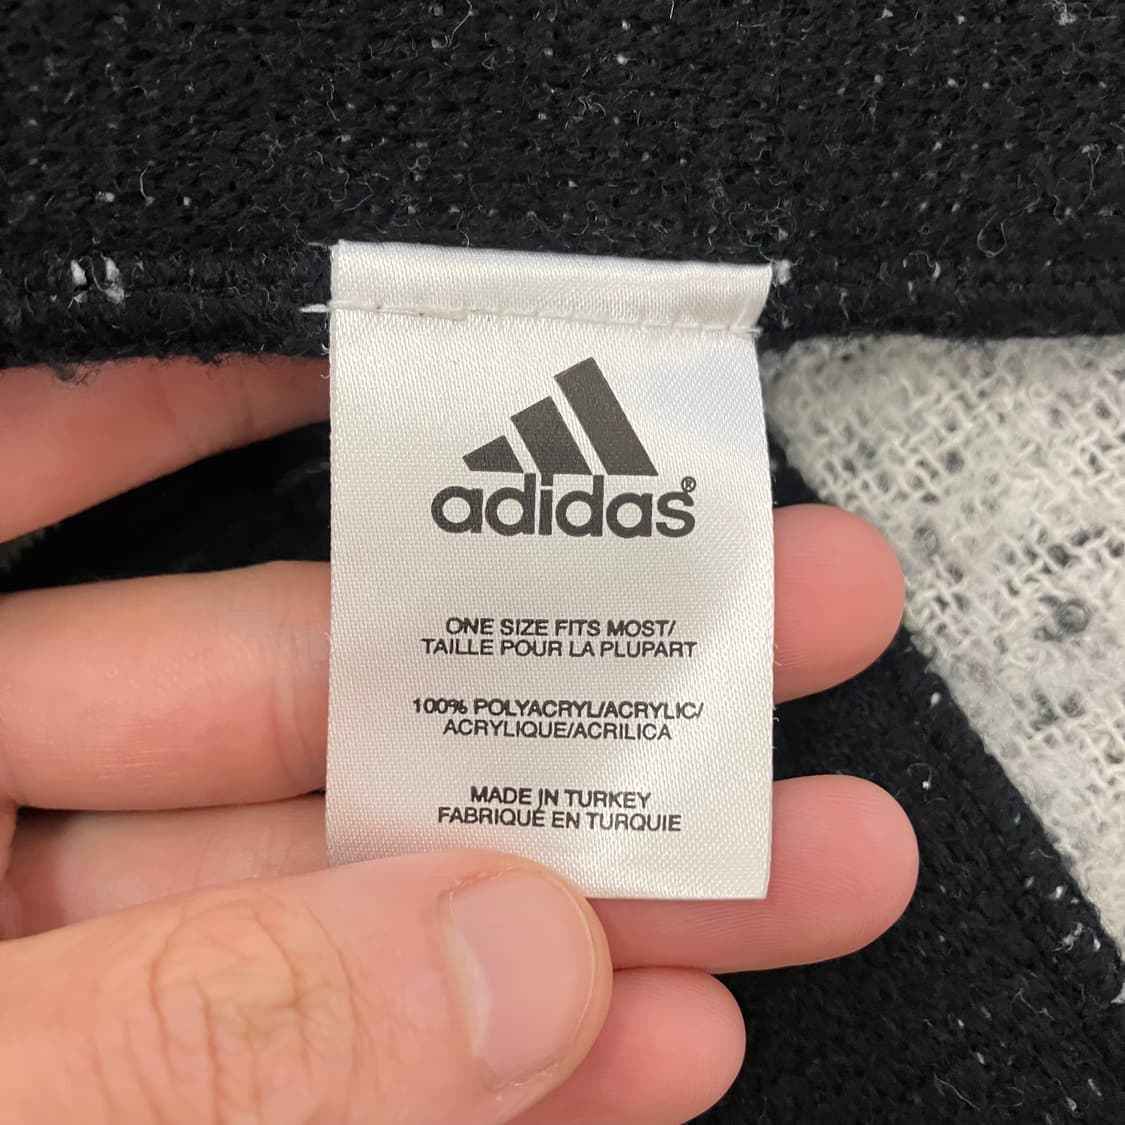 adidas®
ONE SIZE FITS MOST/
TAILLE POUR LA PLUPART
100% POLYACRYL/ACRYLIC/
ACRYLIQUE/ACRILICA
MADE IN TURKEY
FABRIQUÉ EN TURQUIE